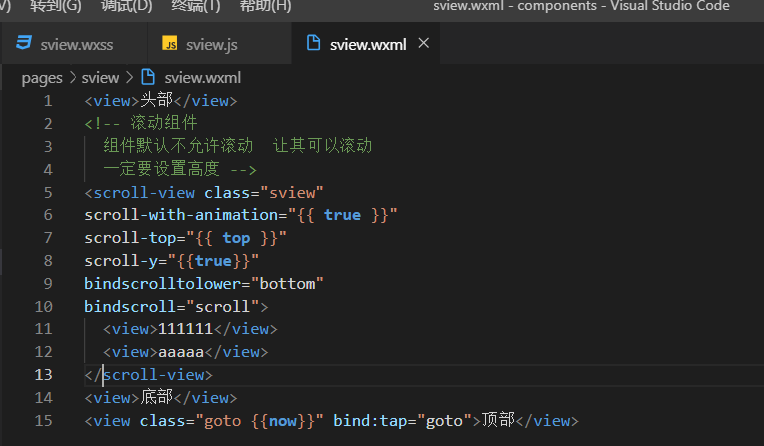 V) 转到(G) 调试(D) 终端(T) 帮助(H) sview.wxml - components - Visual Studio Code
sview.wxss JS sview.js sview.wxml
pages > sview > sview.wxml
1 <view>头部</view>
2 <!-- 滚动组件
3 组件默认不允许滚动 让其可以滚动
4 一定要设置高度 -->
5 <scroll-view class="sview"
6 scroll-with-animation="{{ true }}"
7 scroll-top="{{ top }}"
8 scroll-y="{{true}}"
9 bindscrolltolower="bottom"
10 bindscroll="scroll">
11 <view>111111</view>
12 <view>aaaaa</view>
13 </scroll-view>
14 <view>底部</view>
15 <view class="goto {{now}}" bind:tap="goto">顶部</view>